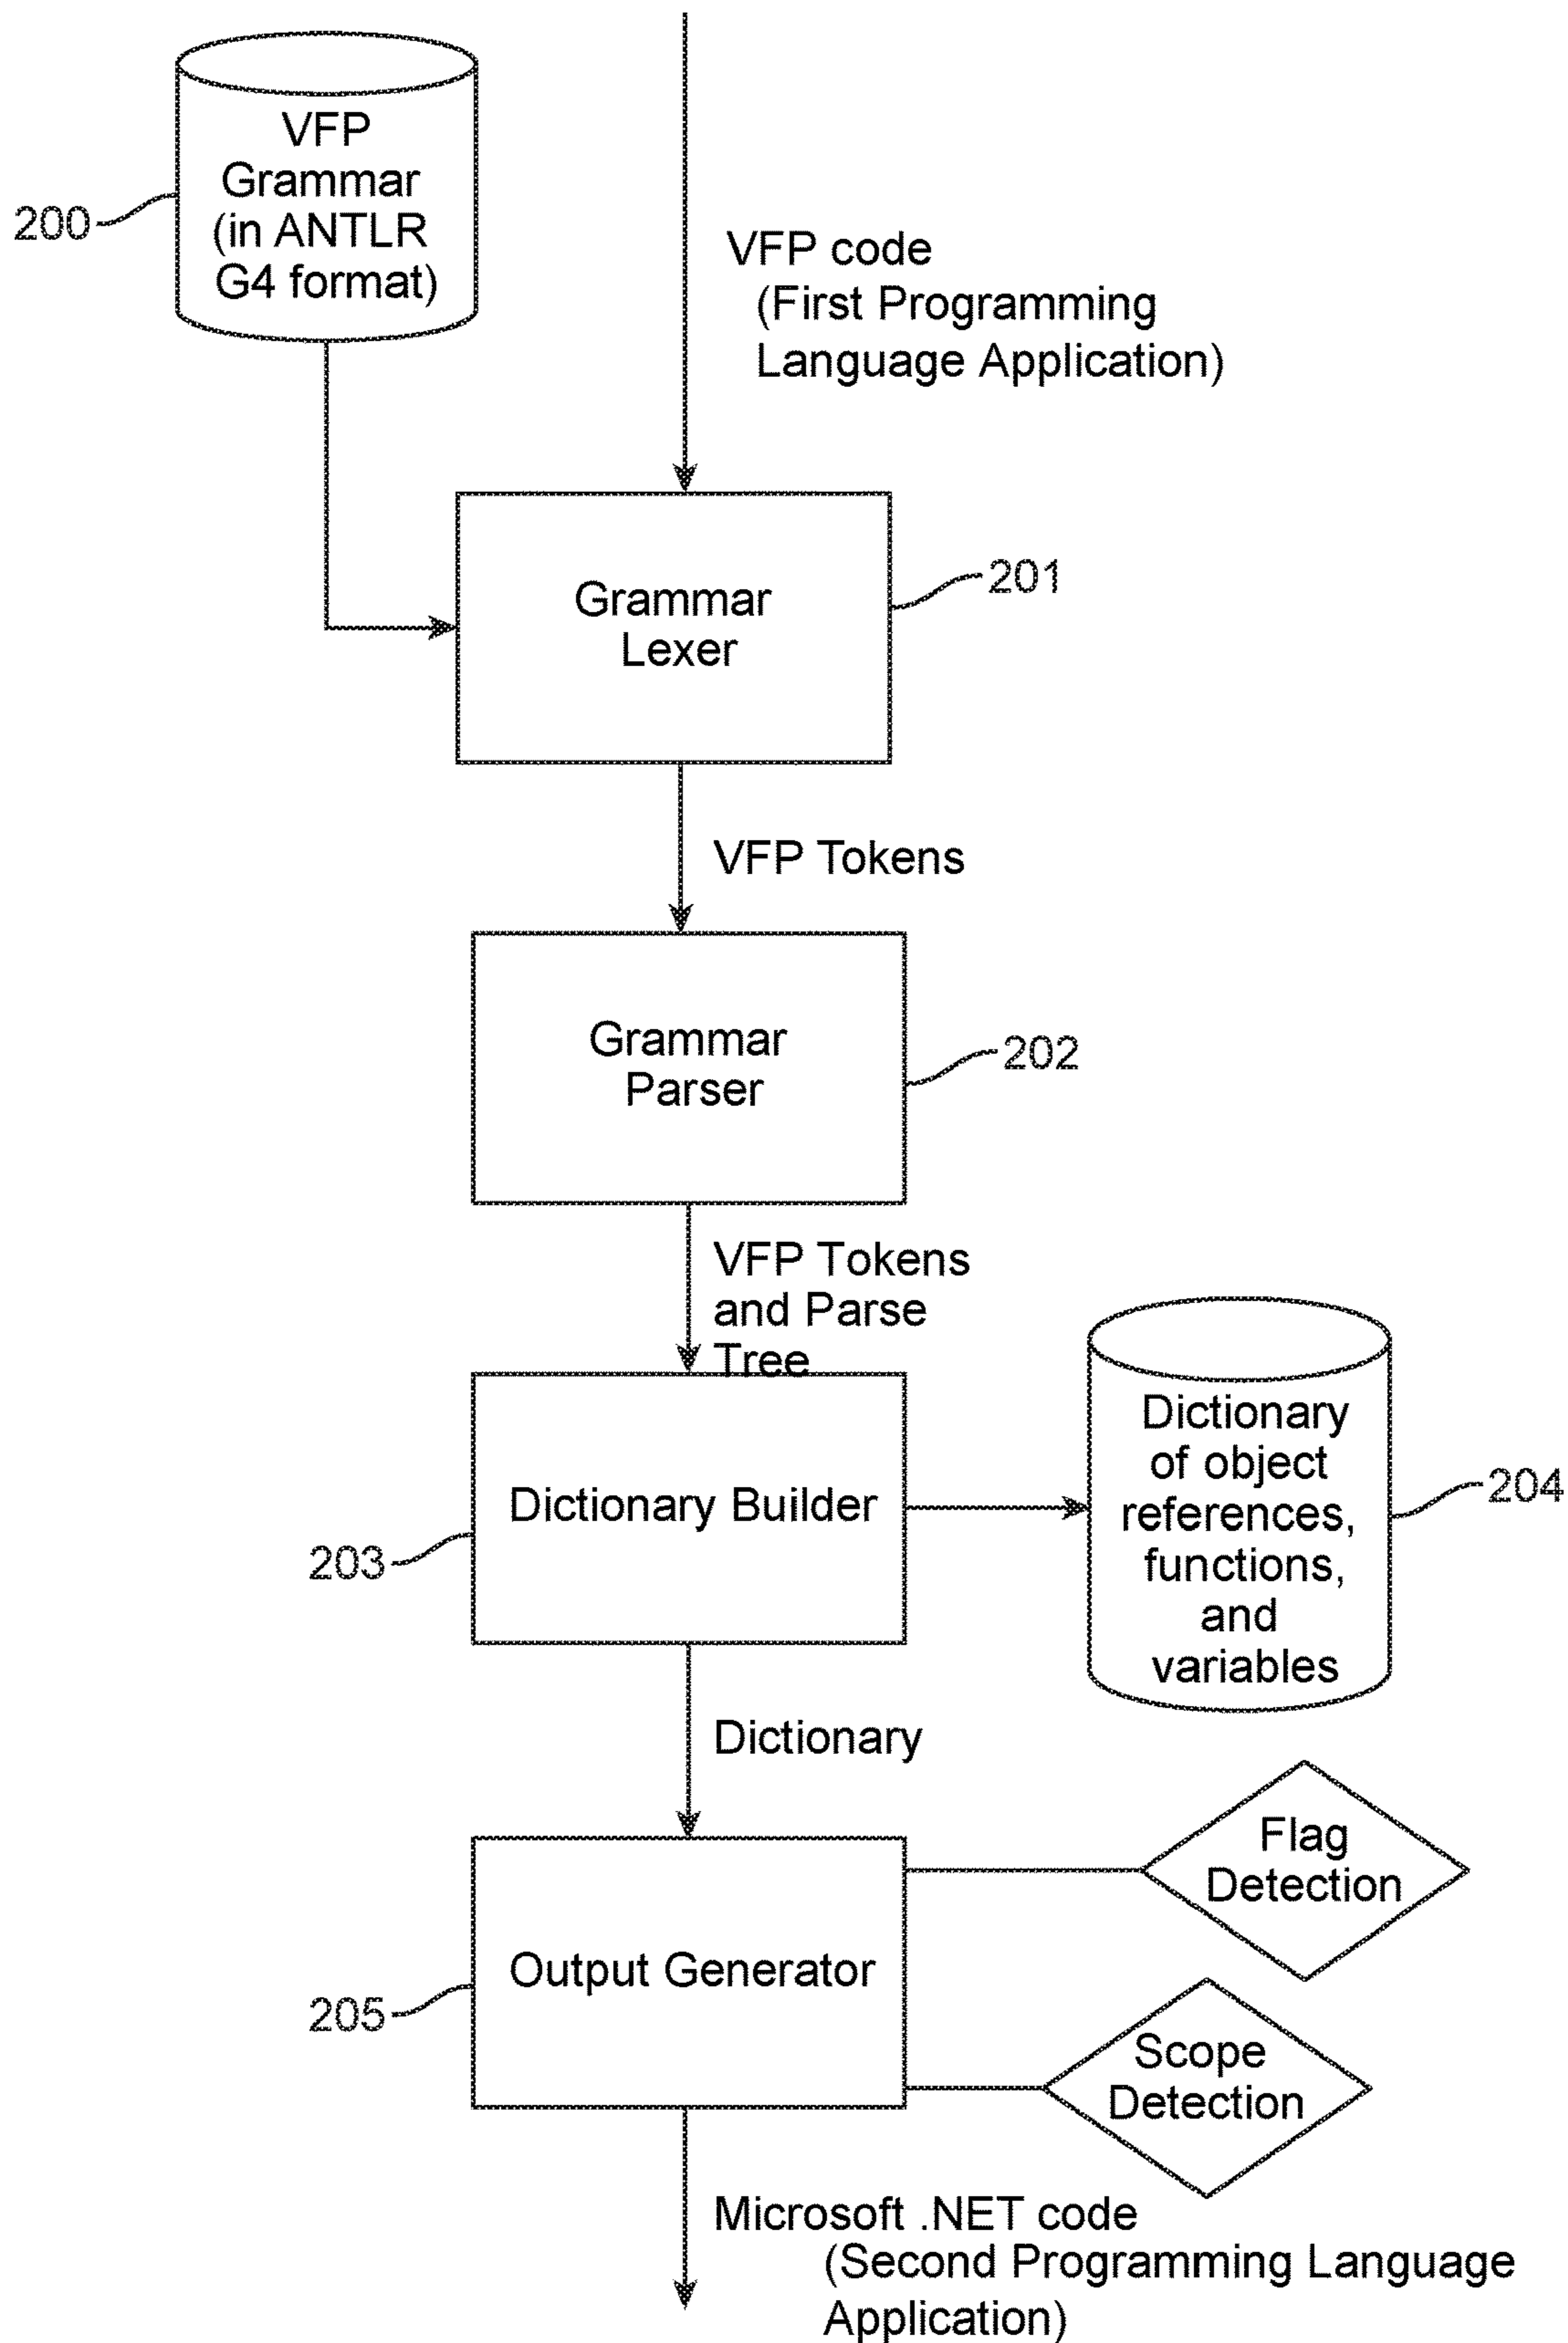 VFP
Grammar
(in ANTLR
G4 format)
200
VFP code
(First Programming
Language Application)
Grammar
Lexer
201
VFP Tokens
Grammar
Parser
202
VFP Tokens
and Parse
Tree
Dictionary Builder
203
Dictionary
of object
references,
functions,
and
variables
204
Dictionary
Output Generator
205
Flag
Detection
Scope
Detection
Microsoft .NET code
(Second Programming Language
Application)